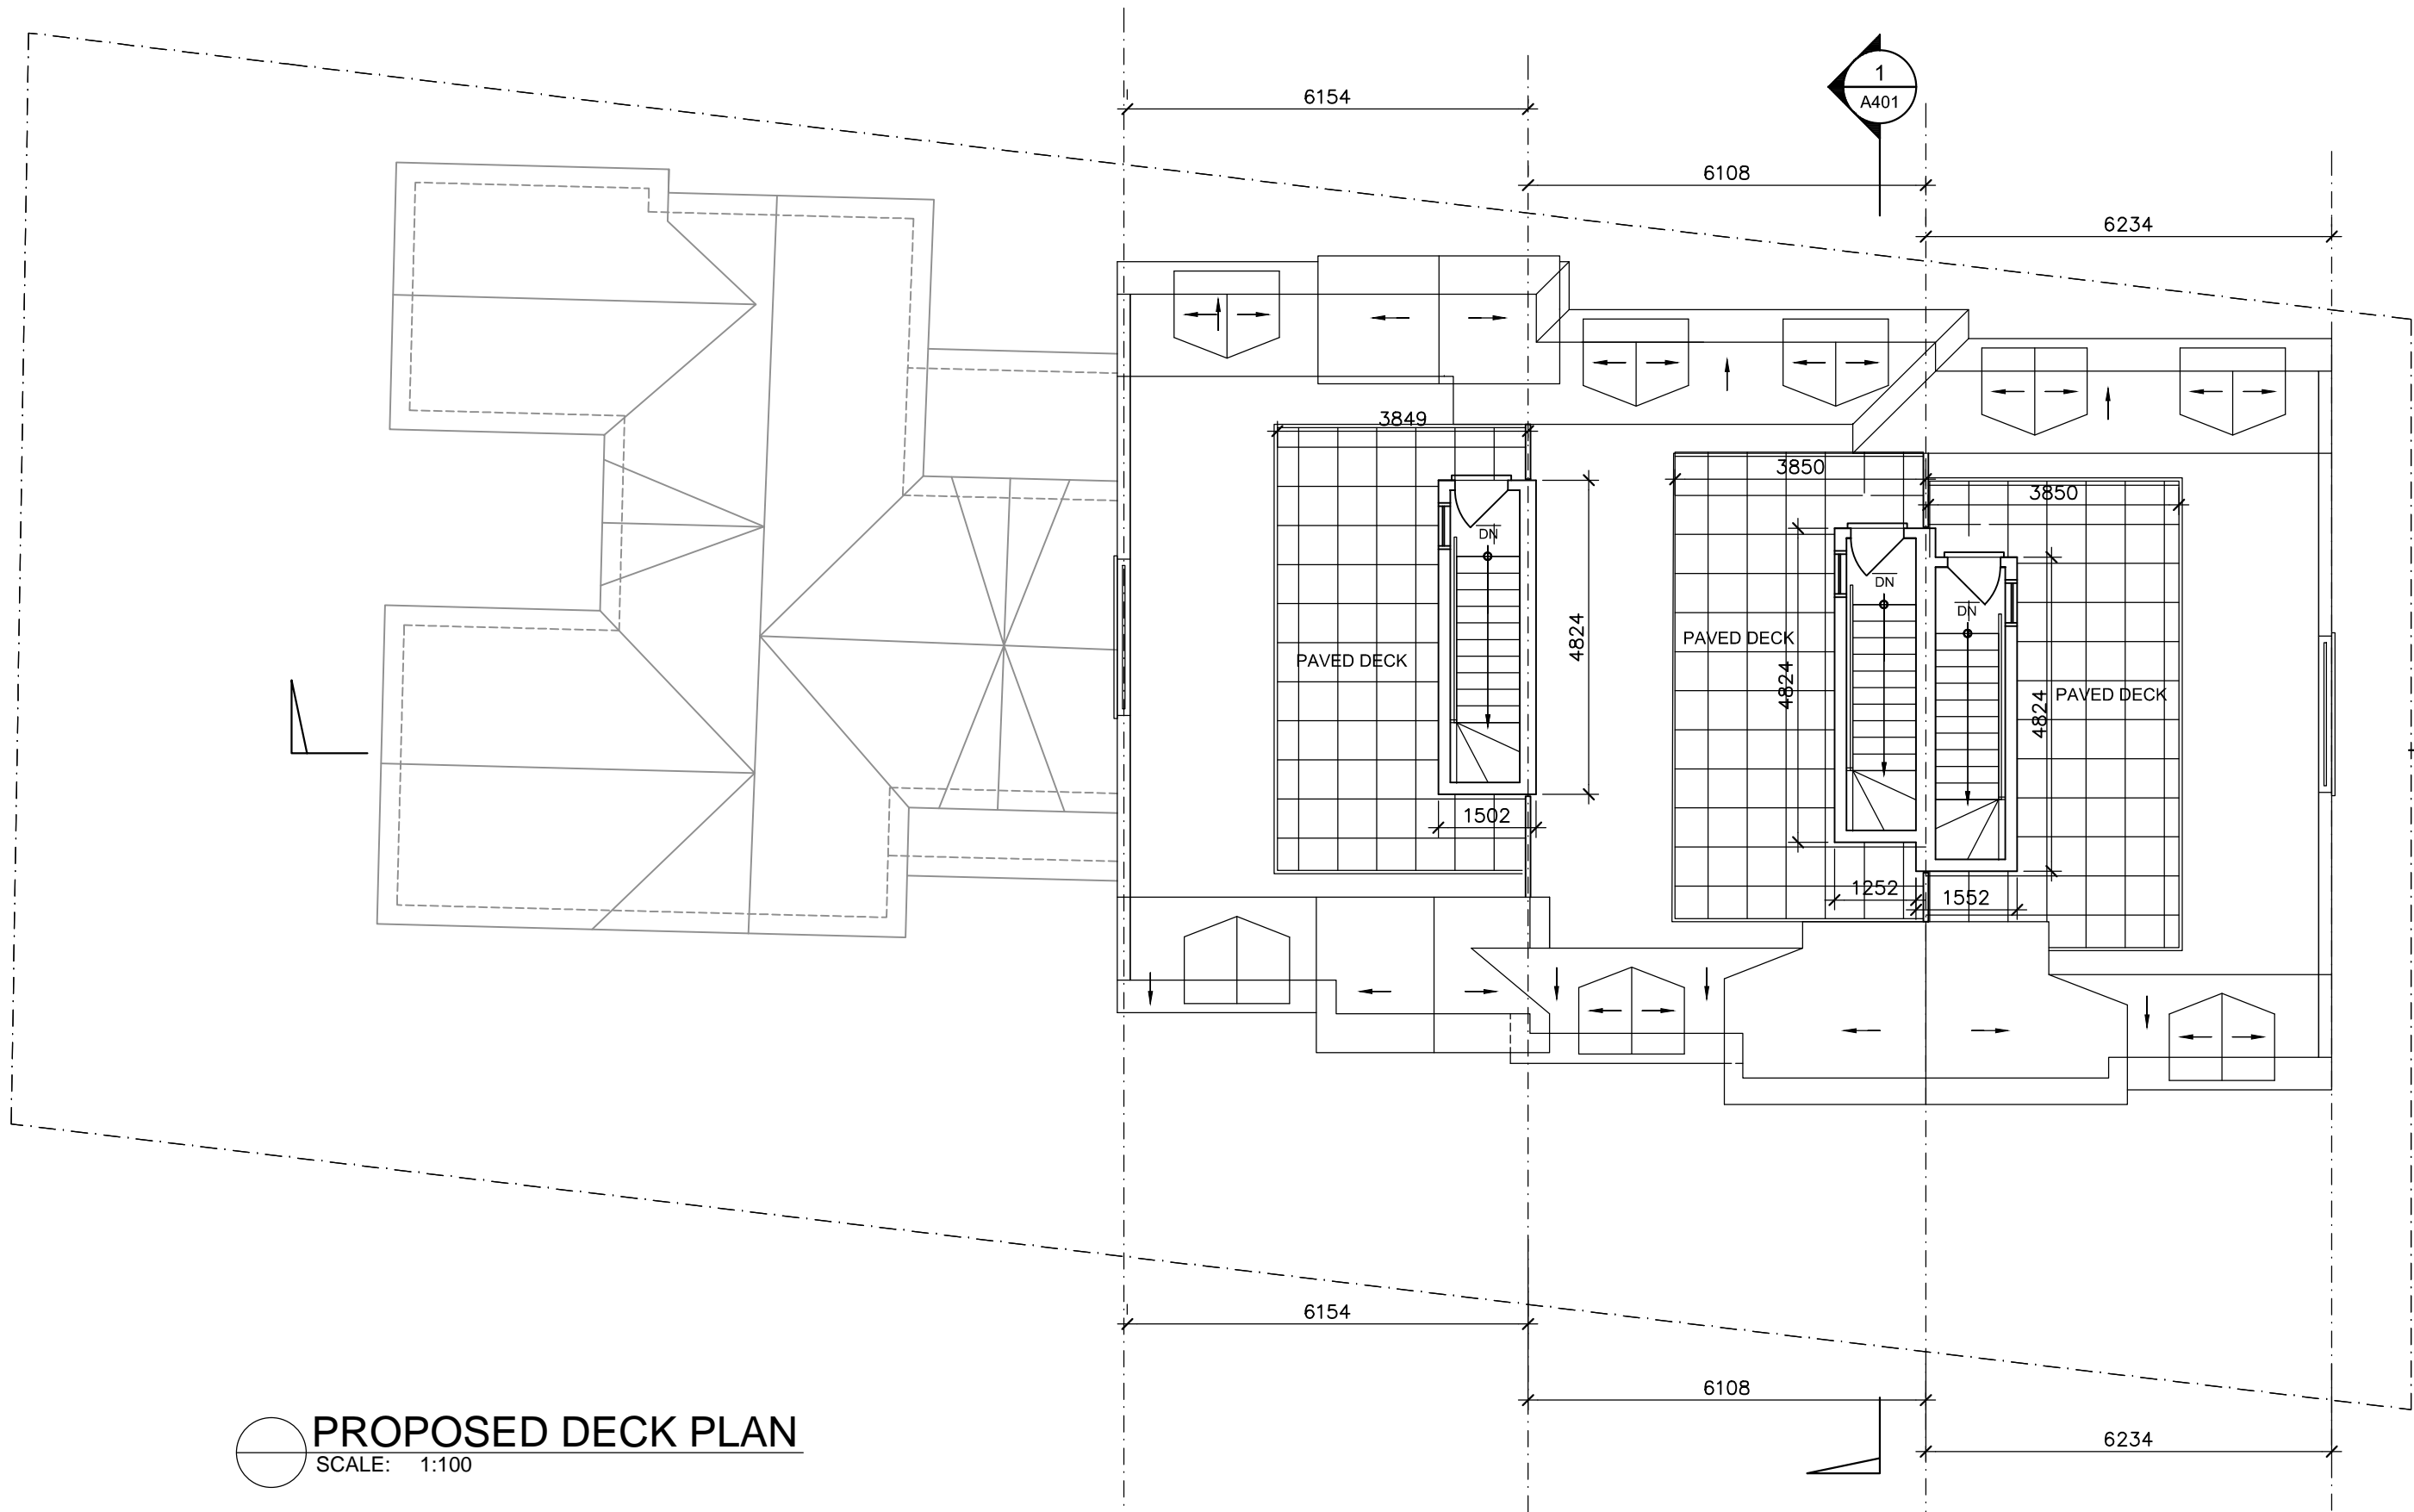 1
A401
6154
6108
6234
3849
3850
3850
DN
DN
DN
4824
PAVED DECK
PAVED DECK
4824
4824
PAVED DECK
1502
1252
1552
6154
6108
6234
PROPOSED DECK PLAN
SCALE: 1:100